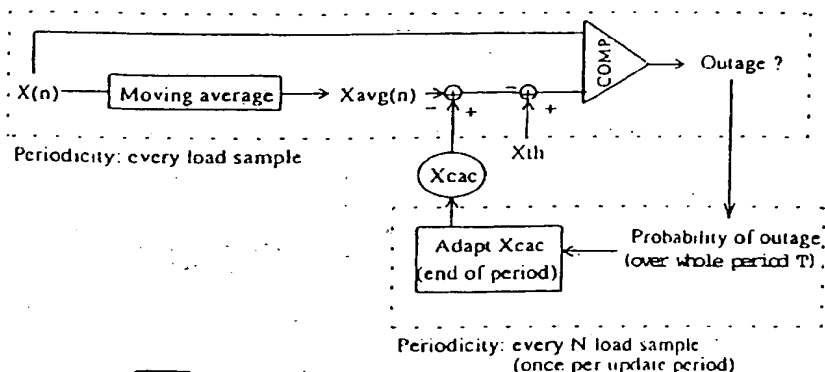 COMP
Outage ?
X(n)
Moving average
Xavg(n)
-
+
-
+
Xth
Periodicity: every load sample
Xcac
Adapt Xcac
(end of period)
Probability of outage
(over whole period T)
Periodicity: every N load sample
(once per update period)